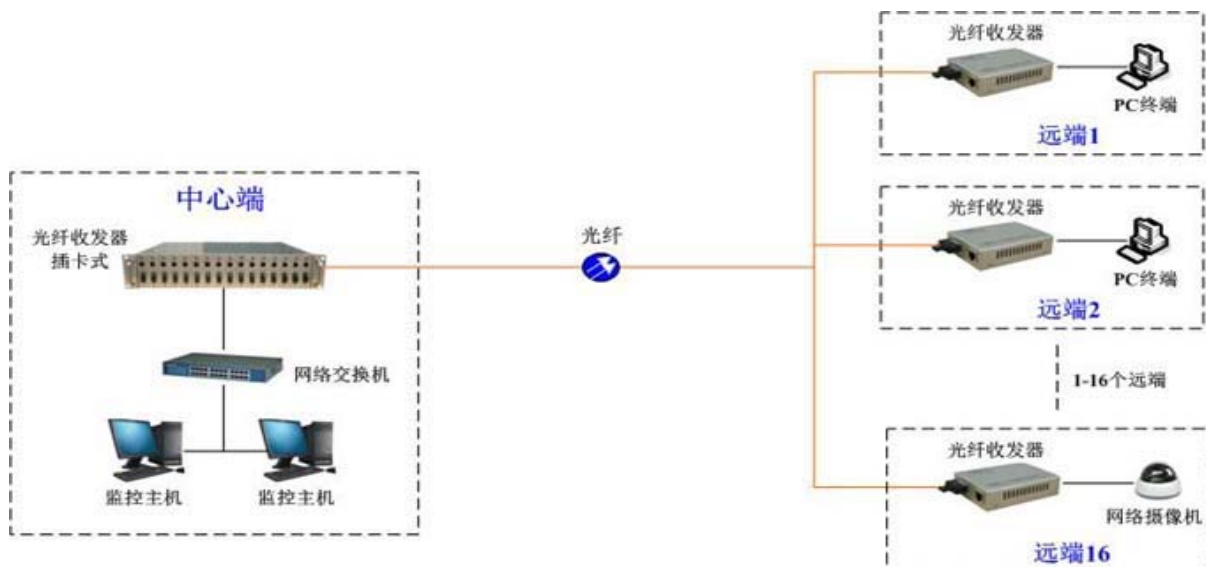 中心端
光纤收发器
插卡式
网络交换机
监控主机
监控主机
光纤
光纤收发器
PC终端
远端1
光纤收发器
PC终端
远端2
1-16个远端
光纤收发器
网络摄像机
远端16